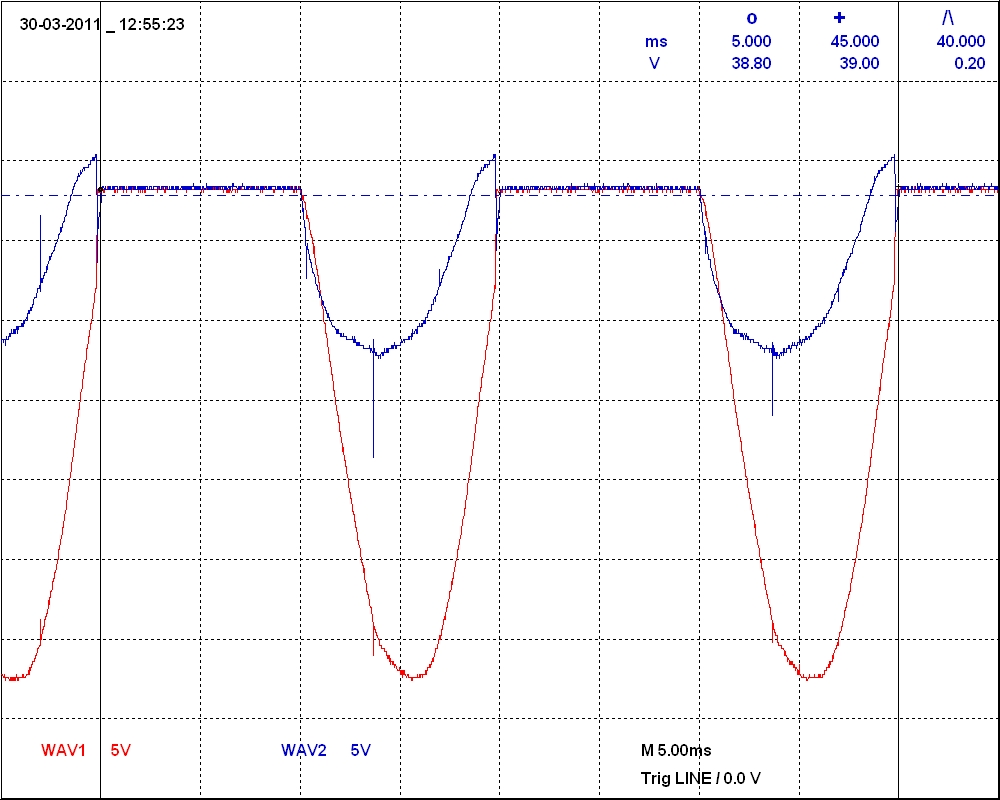 30-03-2011 _ 12:55:23
o + /\
ms 5.000 45.000 40.000
V 38.80 39.00 0.20
WAV1 5V WAV2 5V M 5.00ms
Trig LINE / 0.0 V